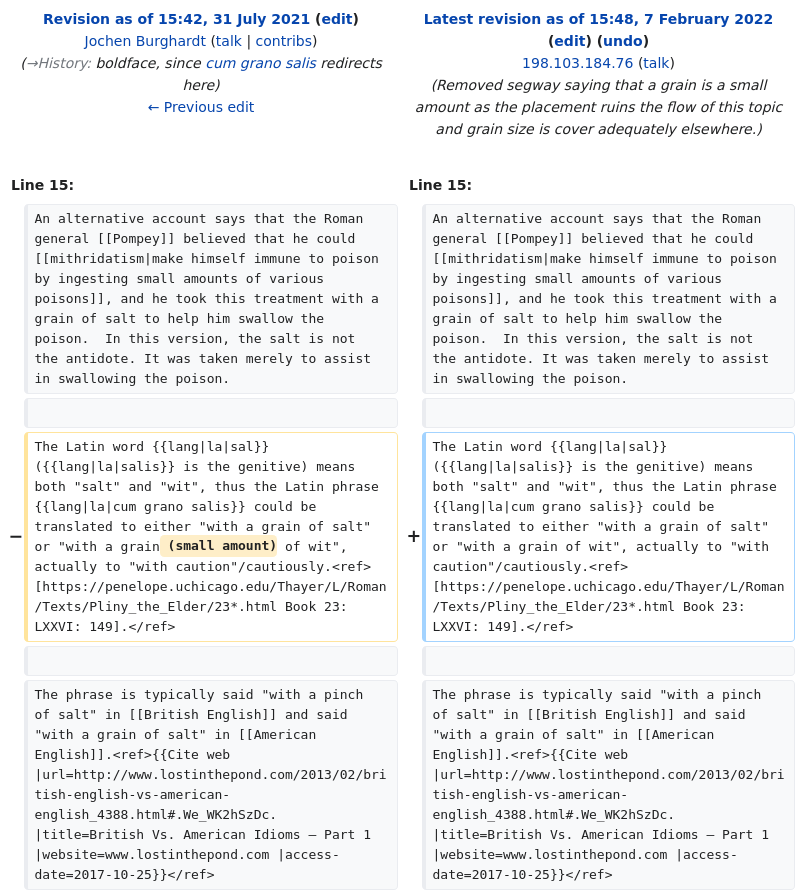 Revision as of 15:42, 31 July 2021 (edit)
Jochen Burghardt (talk | contribs)
(→History: boldface, since cum grano salis redirects
here)
← Previous edit
Latest revision as of 15:48, 7 February 2022
(edit) (undo)
198.103.184.76 (talk)
(Removed segway saying that a grain is a small
amount as the placement ruins the flow of this topic
and grain size is cover adequately elsewhere.)
Line 15:
An alternative account says that the Roman
general [[Pompey]] believed that he could
[[mithridatism|make himself immune to poison
by ingesting small amounts of various
poisons]], and he took this treatment with a
grain of salt to help him swallow the
poison.  In this version, the salt is not
the antidote. It was taken merely to assist
in swallowing the poison.
Line 15:
An alternative account says that the Roman
general [[Pompey]] believed that he could
[[mithridatism|make himself immune to poison
by ingesting small amounts of various
poisons]], and he took this treatment with a
grain of salt to help him swallow the
poison.  In this version, the salt is not
the antidote. It was taken merely to assist
in swallowing the poison.
−
The Latin word {{lang|la|sal}}
({{lang|la|salis}} is the genitive) means
both "salt" and "wit", thus the Latin phrase
{{lang|la|cum grano salis}} could be
translated to either "with a grain of salt"
or "with a grain (small amount) of wit",
actually to "with caution"/cautiously.<ref>
[https://penelope.uchicago.edu/Thayer/L/Roman
/Texts/Pliny_the_Elder/23*.html Book 23:
LXXVI: 149].</ref>
+
The Latin word {{lang|la|sal}}
({{lang|la|salis}} is the genitive) means
both "salt" and "wit", thus the Latin phrase
{{lang|la|cum grano salis}} could be
translated to either "with a grain of salt"
or "with a grain of wit", actually to "with
caution"/cautiously.<ref>
[https://penelope.uchicago.edu/Thayer/L/Roman
/Texts/Pliny_the_Elder/23*.html Book 23:
LXXVI: 149].</ref>
The phrase is typically said "with a pinch
of salt" in [[British English]] and said
"with a grain of salt" in [[American
English]].<ref>{{Cite web
|url=http://www.lostinthepond.com/2013/02/bri
tish-english-vs-american-
english_4388.html#.We_WK2hSzDc.
|title=British Vs. American Idioms – Part 1
|website=www.lostinthepond.com |access-
date=2017-10-25}}</ref>
The phrase is typically said "with a pinch
of salt" in [[British English]] and said
"with a grain of salt" in [[American
English]].<ref>{{Cite web
|url=http://www.lostinthepond.com/2013/02/bri
tish-english-vs-american-
english_4388.html#.We_WK2hSzDc.
|title=British Vs. American Idioms – Part 1
|website=www.lostinthepond.com |access-
date=2017-10-25}}</ref>